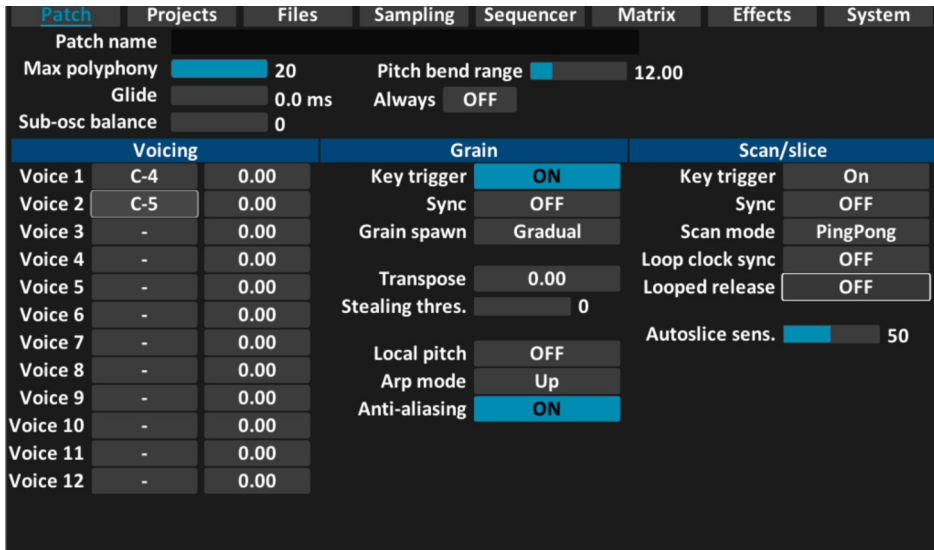 Patch Projects Files Sampling Sequencer Matrix Effects System
Patch name
Max polyphony 20 Pitch bend range 12.00
Glide 0.0 ms Always OFF
Sub-osc balance 0
Voicing Grain Scan/slice
Voice 1 C-4 0.00 Key trigger ON Key trigger On
Voice 2 C-5 0.00 Sync OFF Sync OFF
Voice 3 - 0.00 Grain spawn Gradual Scan mode PingPong
Voice 4 - 0.00 Loop clock sync OFF
Voice 5 - 0.00 Transpose 0.00 Looped release OFF
Voice 6 - 0.00 Stealing thres. 0
Voice 7 - 0.00 Local pitch OFF Autoslice sens. 50
Voice 8 - 0.00 Arp mode Up
Voice 9 - 0.00 Anti-aliasing ON
Voice 10 - 0.00
Voice 11 - 0.00
Voice 12 - 0.00